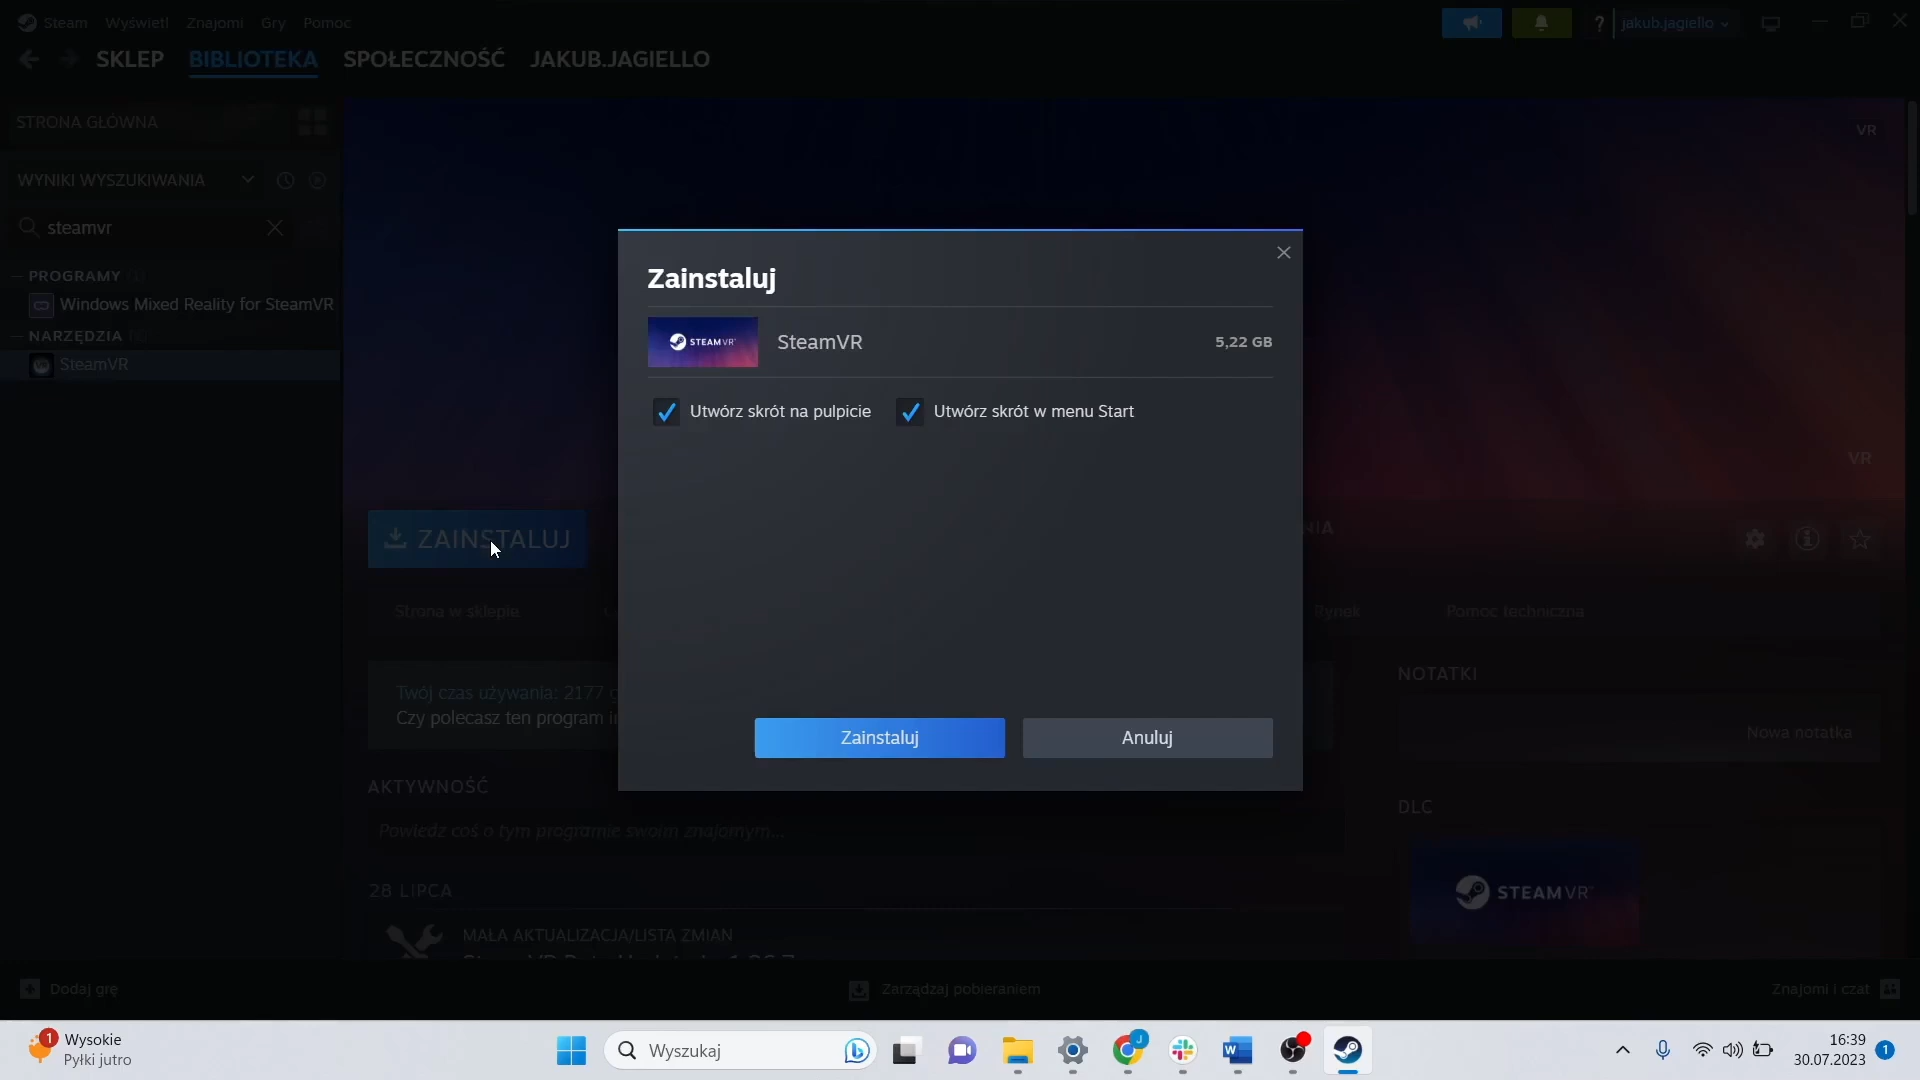 Steam Wyświetl Znajomi Gry Pomoc
? jakub.jagiello
SKLEP BIBLIOTEKA SPOŁECZNOŚĆ JAKUB.JAGIELLO
STRONA GŁÓWNA
VR
WYNIKI WYSZUKIWANIA
steamvr
PROGRAMY
Windows Mixed Reality for SteamVR
NARZĘDZIA
SteamVR
Zainstaluj
STEAMVR
SteamVR
5,22 GB
Utwórz skrót na pulpicie
Utwórz skrót w menu Start
VR
ZAINSTALUJ
Strona w sklepie
Rynek
Pomoc techniczna
Twój czas używania: 2177
Czy polecasz ten program
NOTATKI
Nowa notatka
Zainstaluj
Anuluj
AKTYWNOŚĆ
Powiedz coś o tym programie swoim znajomym...
DLC
STEAMVR
28 LIPCA
MAŁA AKTUALIZACJA/LISTA ZMIAN
Dodaj grę
Zarządzaj pobieraniem
Znajomi i czat
1 Wysokie
Pyłki jutro
Wyszukaj
J
W
16:39
30.07.2023
1